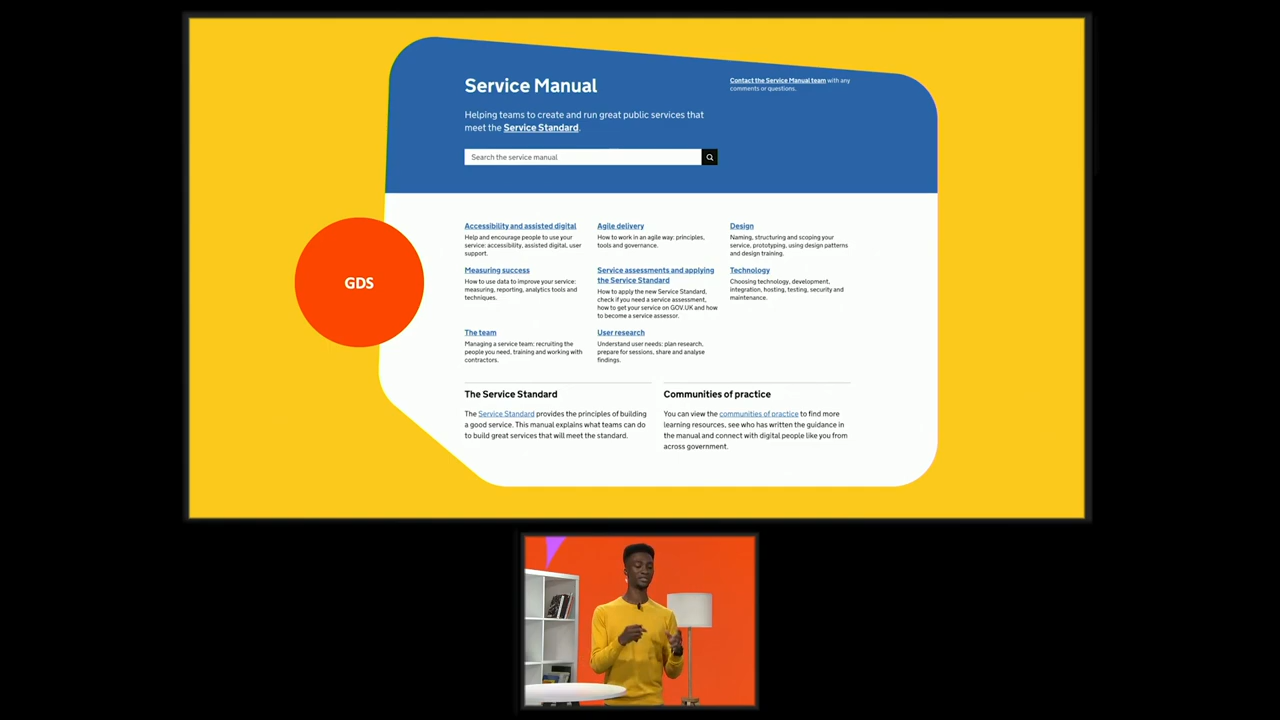 Service Manual
Contact the Service Manual team with any
comments or questions.
Helping teams to create and run great public services that
meet the Service Standard.
Search the service manual
GDS
Accessibility and assisted digital
Help and encourage people to use your
service: accessibility, assisted digital, user
support.
Agile delivery
How to work in an agile way: principles,
tools and governance.
Design
Naming, structuring and scoping your
service, prototyping, using design patterns
and design training.
Measuring success
How to use data to improve your service:
measuring, reporting, analytics tools and
techniques.
Service assessments and applying
the Service Standard
How to apply the new Service Standard,
check if you need a service assessment,
how to get your service on GOV.UK and how
to become a service assessor.
Technology
Choosing technology, development,
integration, hosting, testing, security and
maintenance.
The team
Managing a service team: recruiting the
people you need, training and working with
contractors.
User research
Understand user needs: plan research,
prepare for sessions, share and analyse
findings.
The Service Standard
The Service Standard provides the principles of building
a good service. This manual explains what teams can do
to build great services that will meet the standard.
Communities of practice
You can view the communities of practice to find more
learning resources, see who has written the guidance in
the manual and connect with digital people like you from
across government.